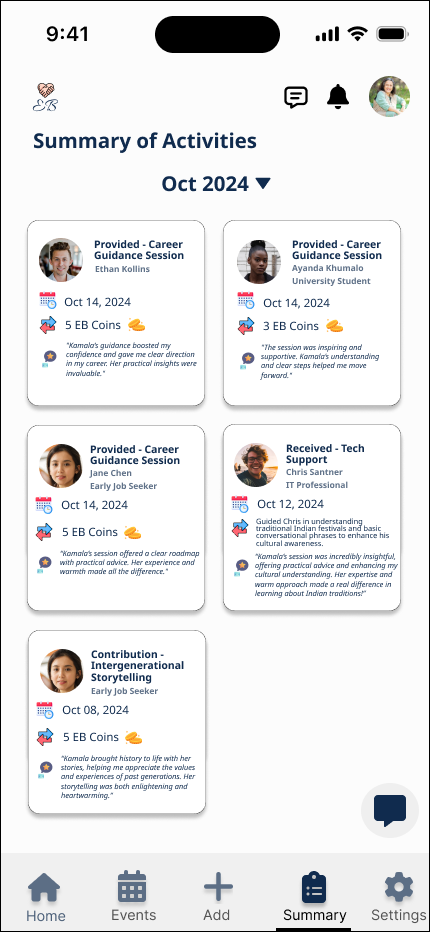 9:41
EB
Summary of Activities
Oct 2024
Provided - Career
Guidance Session
Ethan Kollins
Oct 14, 2024
5 EB Coins
"Kamala's guidance boosted my
confidence and gave me clear direction
in my career. Her practical insights were
invaluable."
Provided - Career
Guidance Session
Ayanda Khumalo
University Student
Oct 14, 2024
3 EB Coins
"The session was inspiring and
supportive. Kamala's understanding
and clear steps helped me move
forward."
Provided - Career
Guidance Session
Jane Chen
Early Job Seeker
Oct 14, 2024
5 EB Coins
"Kamala's session offered a clear roadmap
with practical advice. Her experience and
warmth made all the difference."
Received - Tech
Support
Chris Santner
IT Professional
Oct 12, 2024
Guided Chris in understanding
traditional Indian festivals and basic
conversational phrases to enhance his
cultural awareness.
"Kamala's session was incredibly insightful,
offering practical advice and enhancing my
cultural understanding. Her expertise and
warm approach made a real difference in
learning about Indian traditions!"
Contribution -
Intergenerational
Storytelling
Early Job Seeker
Oct 08, 2024
5 EB Coins
"Kamala brought history to life with her
stories, helping me appreciate the values
and experiences of past generations. Her
storytelling was both enlightening and
heartwarming."
Home
Events
Add
Summary
Settings